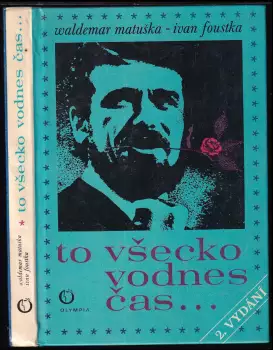 to všecko vodnes čas...
*
waldemar matuška
ivan foustka
waldemar matuška - ivan foustka
to všecko
vodnes
čas...
OLYMPIA
2. VYDÁNÍ